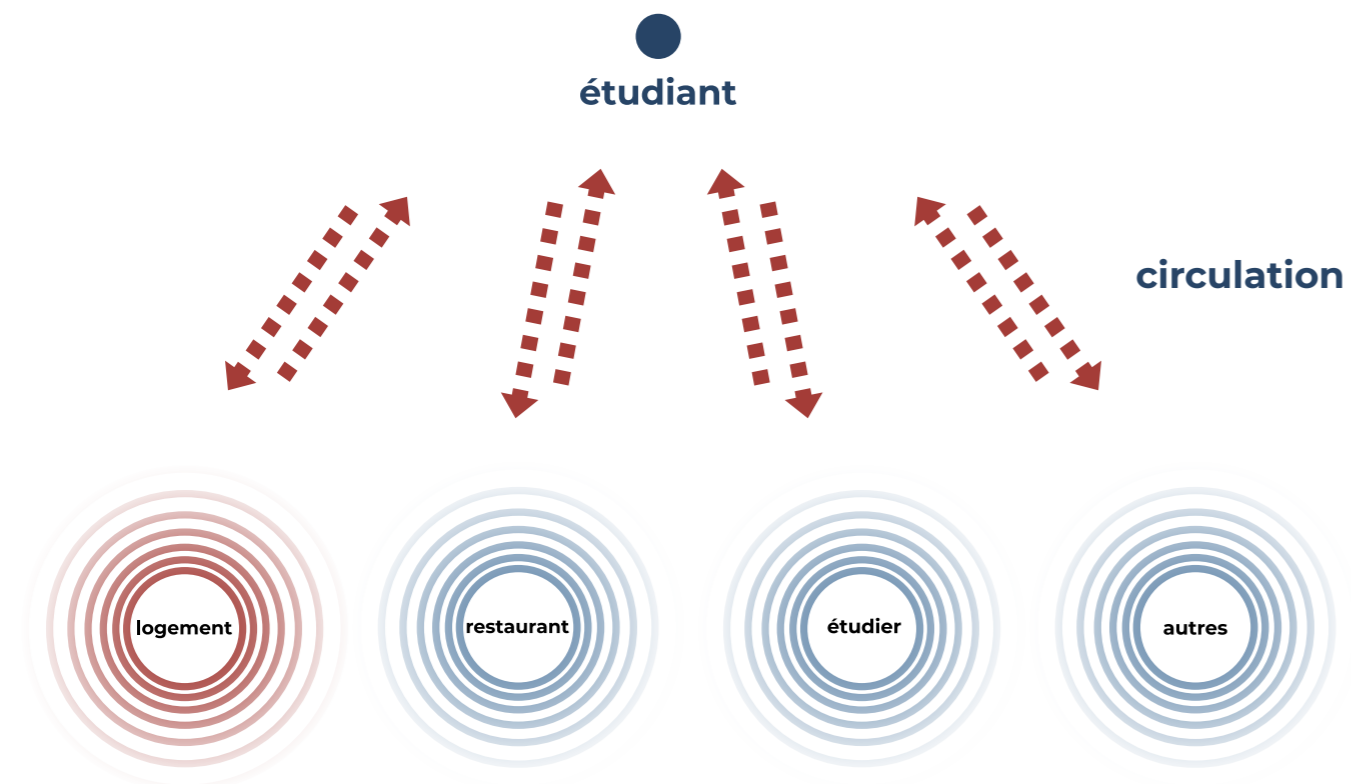 étudiant
circulation
logement
restaurant
étudier
autres